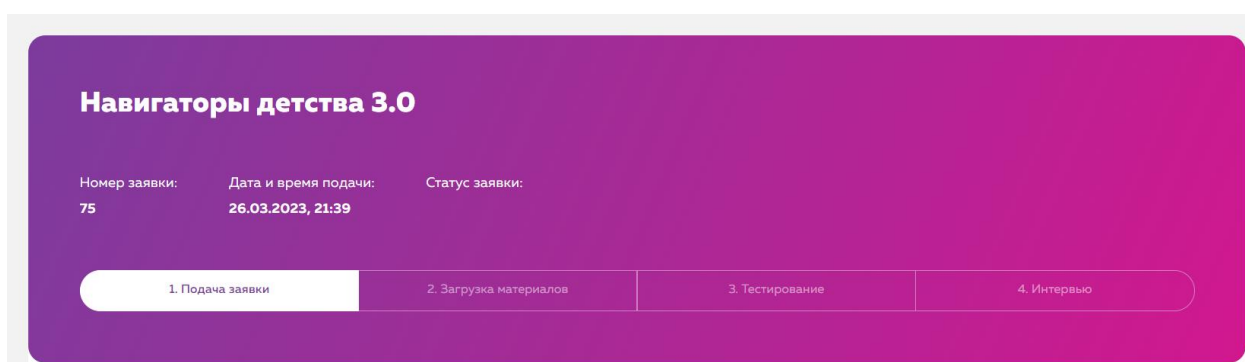 Навигаторы детства 3.0
Номер заявки: Дата и время подачи: Статус заявки:
75 26.03.2023, 21:39
1. Подача заявки 2. Загрузка материалов 3. Тестирование 4. Интервью